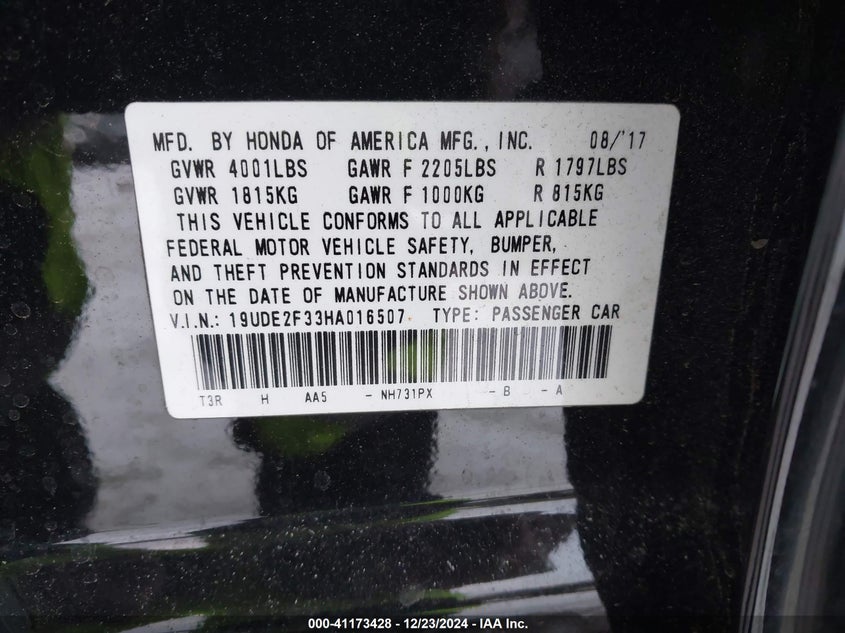 MFD. BY HONDA OF AMERICA MFG., INC. 08/'17
GVWR 4001LBS GAWR F 2205LBS R 1797LBS
GVWR 1815KG GAWR F 1000KG R 815KG
THIS VEHICLE CONFORMS TO ALL APPLICABLE
FEDERAL MOTOR VEHICLE SAFETY, BUMPER,
AND THEFT PREVENTION STANDARDS IN EFFECT
ON THE DATE OF MANUFACTURE SHOWN ABOVE.
V.I.N.: 19UDE2F33HA016507 TYPE: PASSENGER CAR
T3R H AA5 - NH731PX - B - A
000-41173428 - 12/23/2024 - IAA Inc.